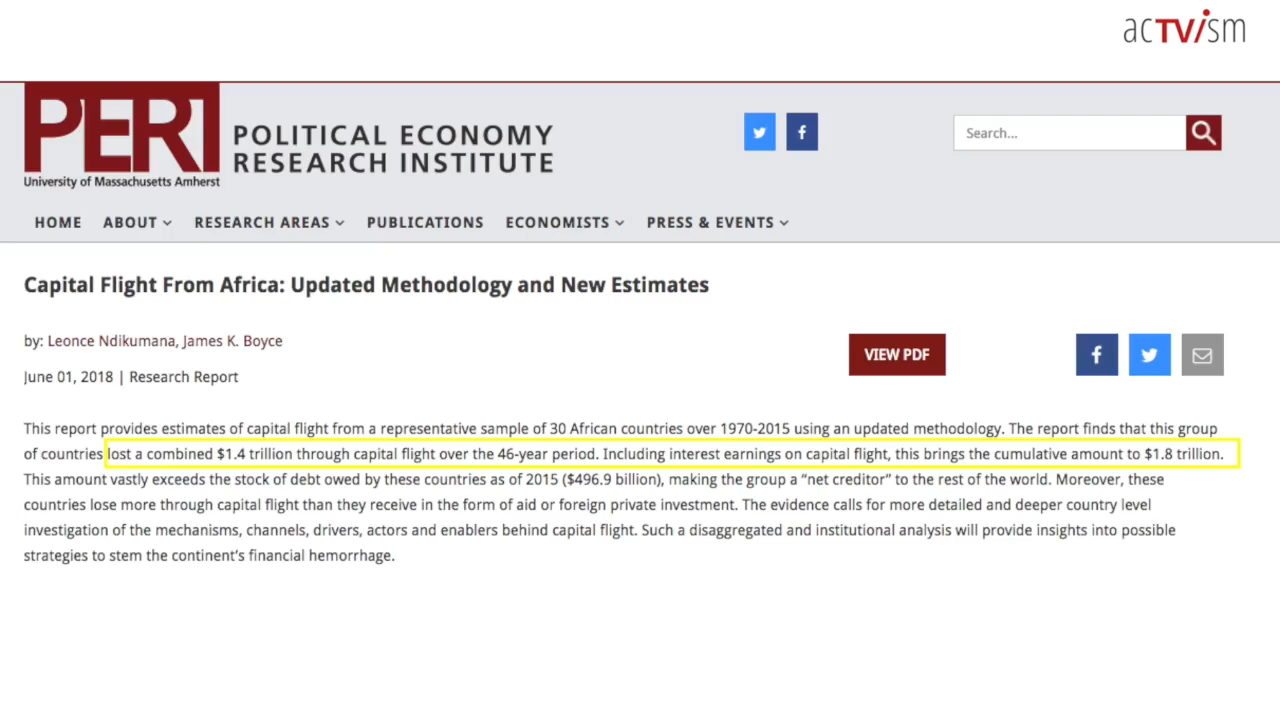 acTVism
PERI
University of Massachusetts Amherst
POLITICAL ECONOMY
RESEARCH INSTITUTE
Search...
HOME ABOUT RESEARCH AREAS PUBLICATIONS ECONOMISTS PRESS & EVENTS
Capital Flight From Africa: Updated Methodology and New Estimates
by: Leonce Ndikumana, James K. Boyce
VIEW PDF
June 01, 2018 | Research Report
This report provides estimates of capital flight from a representative sample of 30 African countries over 1970-2015 using an updated methodology. The report finds that this group
of countries lost a combined $1.4 trillion through capital flight over the 46-year period. Including interest earnings on capital flight, this brings the cumulative amount to $1.8 trillion.
This amount vastly exceeds the stock of debt owed by these countries as of 2015 ($496.9 billion), making the group a “net creditor” to the rest of the world. Moreover, these
countries lose more through capital flight than they receive in the form of aid or foreign private investment. The evidence calls for more detailed and deeper country level
investigation of the mechanisms, channels, drivers, actors and enablers behind capital flight. Such a disaggregated and institutional analysis will provide insights into possible
strategies to stem the continent’s financial hemorrhage.